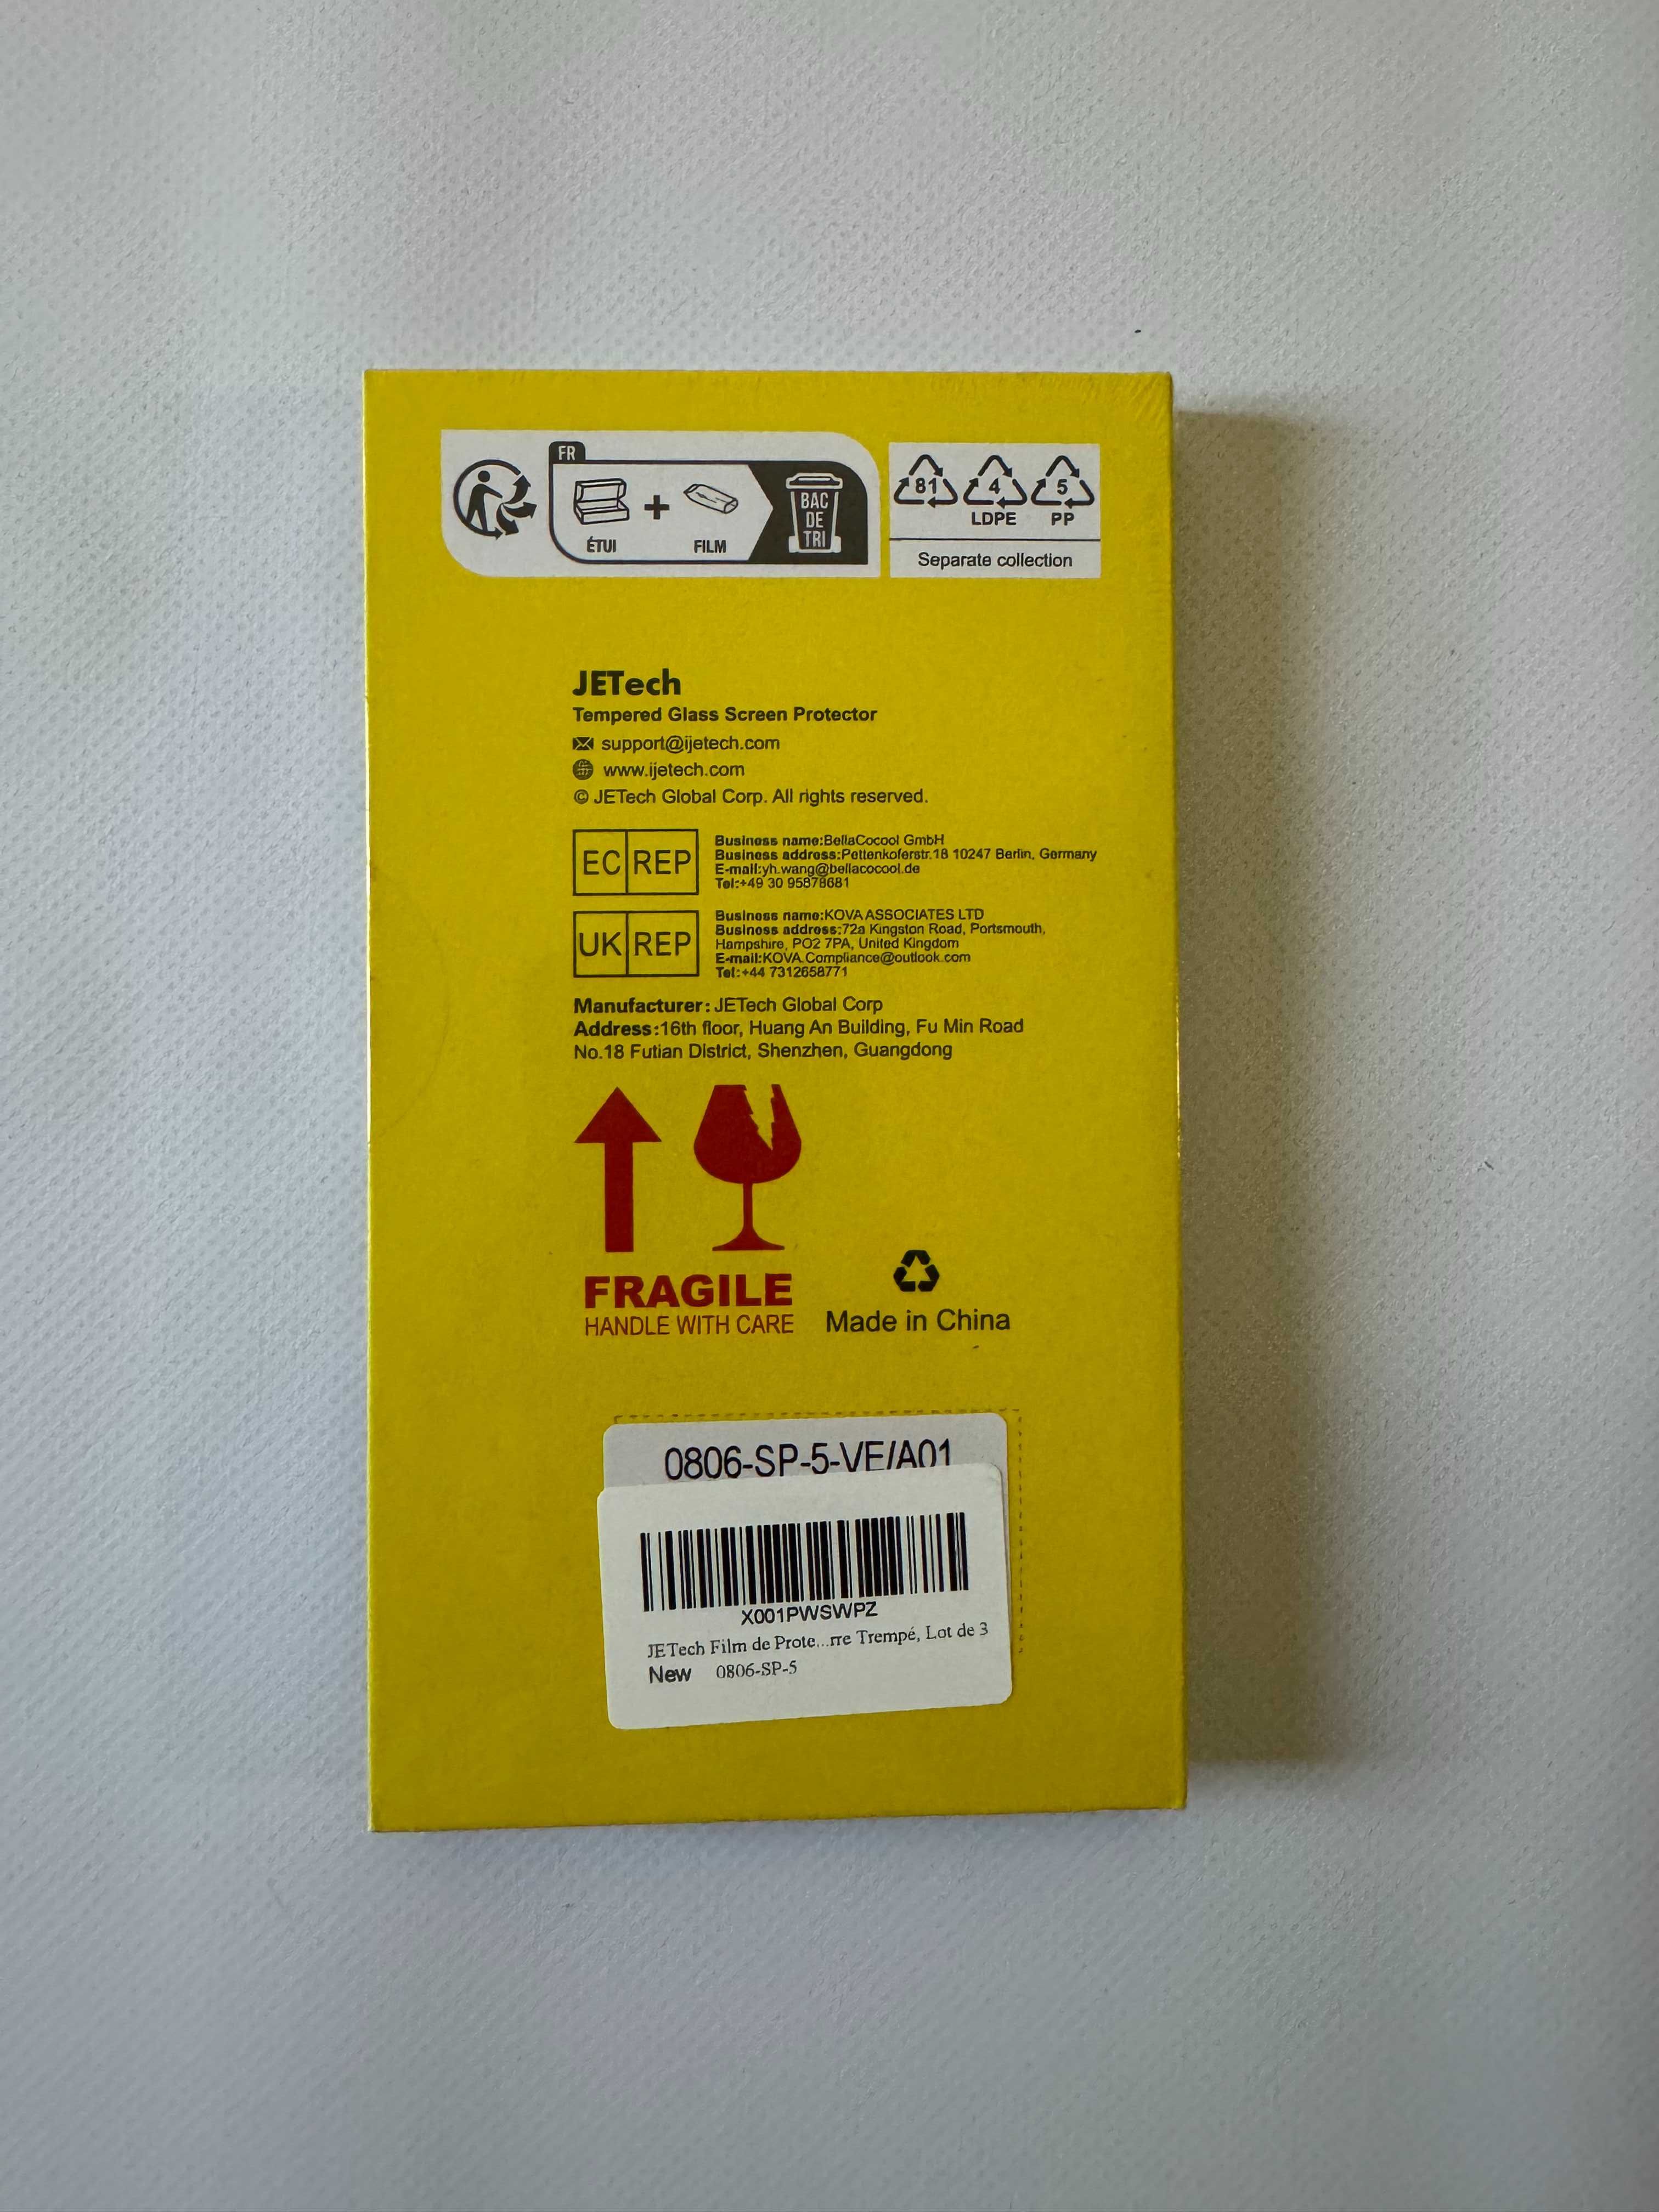 FR
ÉTUI + FILM
BAC
DE
TRI
81 4 5
LDPE PP
Separate collection
JETech
Tempered Glass Screen Protector
support@ijetech.com
www.ijetech.com
© JETech Global Corp. All rights reserved.
EC REP
Business name:BellaCocool GmbH
Business address:Pettenkoferstr.18 10247 Berlin, Germany
E-mail:yh.wang@bellacocool.de
Tel:+49 30 95878681
UK REP
Business name:KOVA ASSOCIATES LTD
Business address:72a Kingston Road, Portsmouth,
Hampshire, PO2 7PA, United Kingdom
E-mail:KOVA.Compliance@outlook.com
Tel:+44 7312658771
Manufacturer: JETech Global Corp
Address:16th floor, Huang An Building, Fu Min Road
No.18 Futian District, Shenzhen, Guangdong
FRAGILE
HANDLE WITH CARE
Made in China
0806-SP-5-VE/A01
X001PWSWPZ
JETech Film de Prote...rre Trempé, Lot de 3
New 0806-SP-5